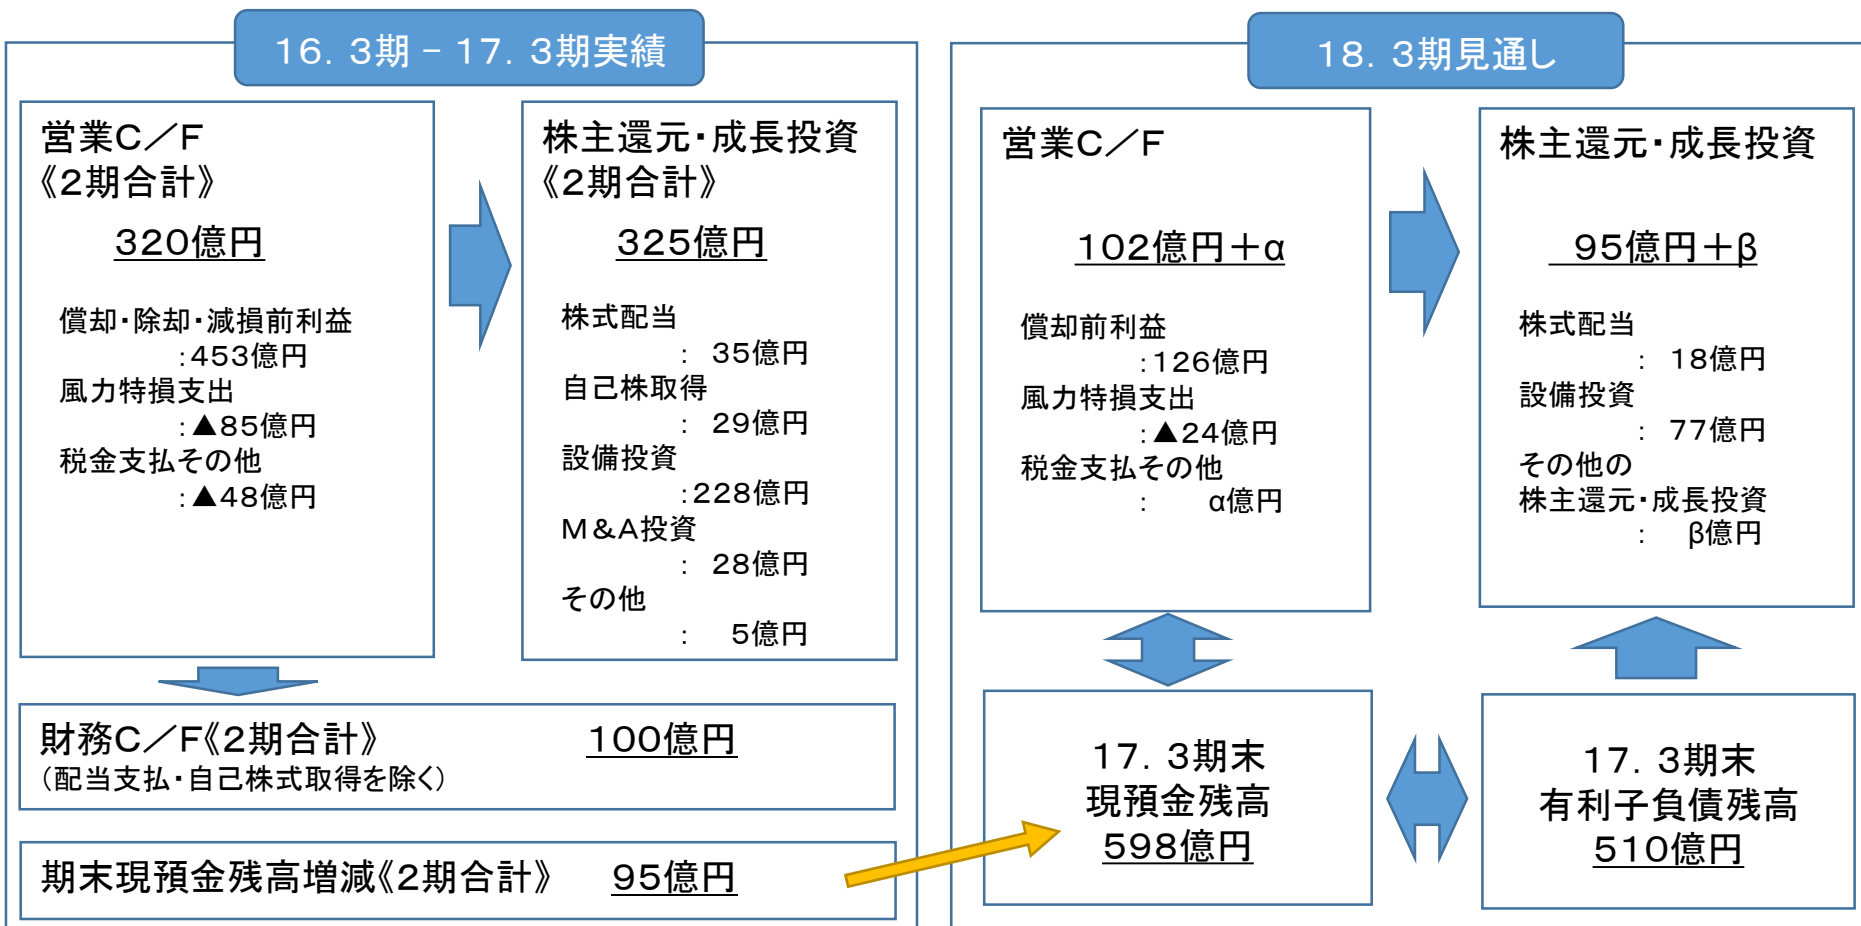 16．3期－17．3期実績
営業C／F
《2期合計》
320億円
償却・除却・減損前利益
：453億円
風力特損支出
：▲85億円
税金支払その他
：▲48億円
株主還元・成長投資
《2期合計》
325億円
株式配当
： 35億円
自己株取得
： 29億円
設備投資
：228億円
M＆A投資
： 28億円
その他
： 5億円
財務C／F《2期合計》 100億円
（配当支払・自己株式取得を除く）
期末現預金残高増減《2期合計》 95億円
18．3期見通し
営業C／F
102億円＋α
償却前利益
：126億円
風力特損支出
：▲24億円
税金支払その他
： α億円
株主還元・成長投資
95億円＋β
株式配当
： 18億円
設備投資
： 77億円
その他の
株主還元・成長投資
： β億円
17．3期末
現預金残高
598億円
17．3期末
有利子負債残高
510億円